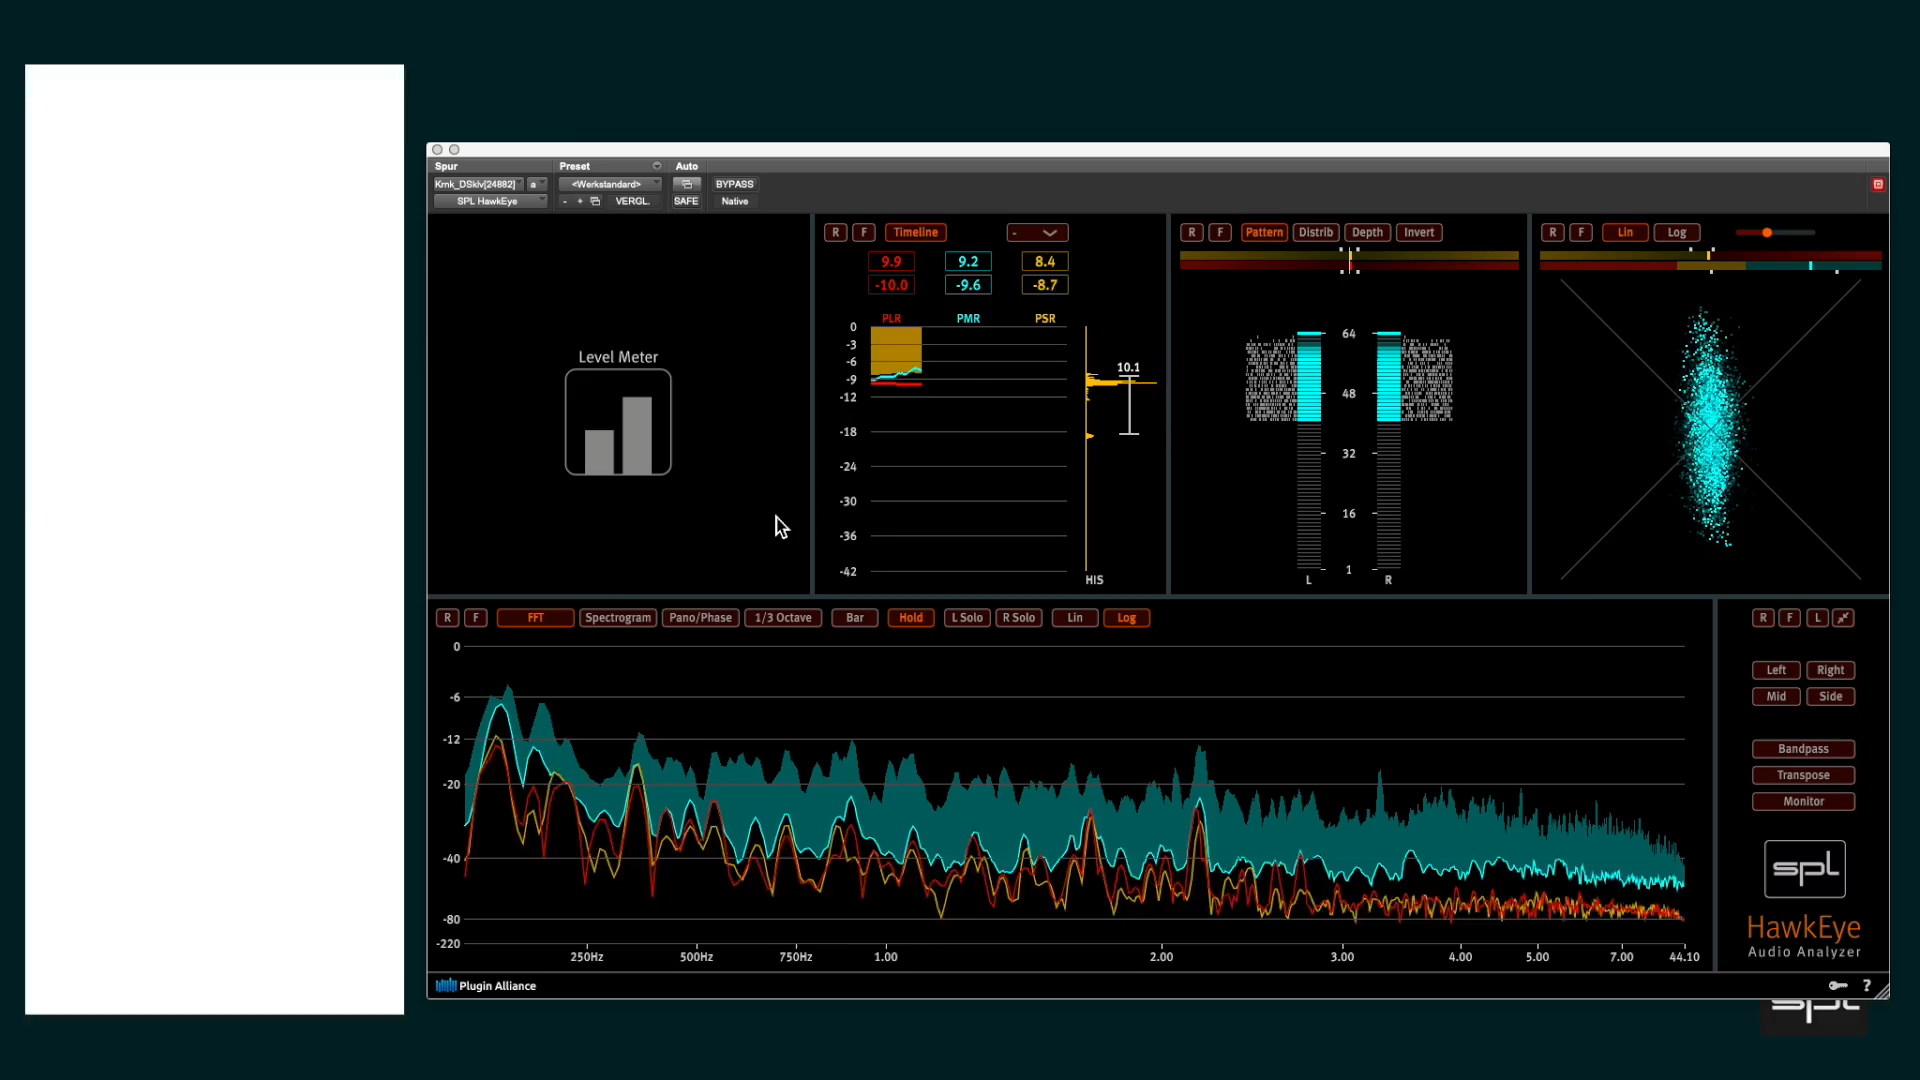 Spur Preset Auto
Krnk_DSklv[24882] a <Werkstandard> BYPASS
SPL HawkEye - + VERGL. SAFE Native
Level Meter
R F Timeline -
9.9 9.2 8.4
-10.0 -9.6 -8.7
PLR PMR PSR
0
-3
-6
-9
-12
-18
-24
-30
-36
-42
10.1
HIS
R F Pattern Distrib Depth Invert
64
48
32
16
1
L R
R F Lin Log
R F FFT Spectrogram Pano/Phase 1/3 Octave Bar Hold L Solo R Solo Lin Log
0
-6
-12
-20
-40
-80
-220
250Hz 500Hz 750Hz 1.00 2.00 3.00 4.00 5.00 7.00 44.10
R F L
Left Right
Mid Side
Bandpass
Transpose
Monitor
spl
HawkEye
Audio Analyzer
Plugin Alliance ?
spl